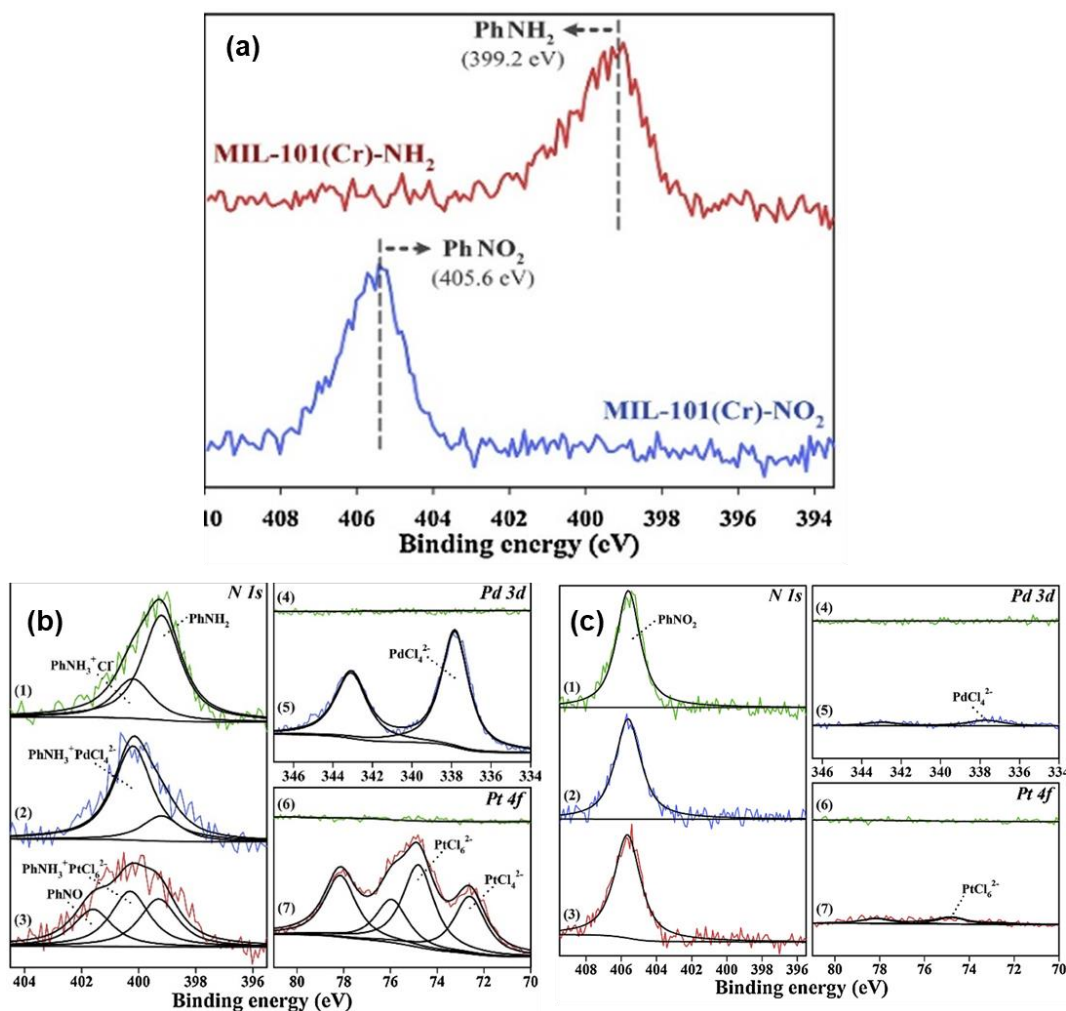 (a)
PhNH₂
(399.2 eV)
MIL-101(Cr)-NH₂
PhNO₂
(405.6 eV)
MIL-101(Cr)-NO₂
10 408 406 404 402 400 398 396 394
Binding energy (eV)
(b)
N 1s
PhNH₂
PhNH₃⁺Cl⁻
(1)
PhNH₃⁺PdCl₄²⁻
(2)
PhNH₃⁺PtCl₆²⁻
PhNO
(3)
404 402 400 398 396
Pd 3d
(4)
PdCl₄²⁻
(5)
346 344 342 340 338 336 334
Pt 4f
(6)
PtCl₆²⁻
PtCl₄²⁻
(7)
80 78 76 74 72 70
Binding energy (eV)
(c)
N 1s
PhNO₂
(1)
(2)
(3)
408 406 404 402 400 398 396
Pd 3d
(4)
PdCl₄²⁻
(5)
346 344 342 340 338 336 334
Pt 4f
(6)
PtCl₆²⁻
(7)
80 78 76 74 72 70
Binding energy (eV)